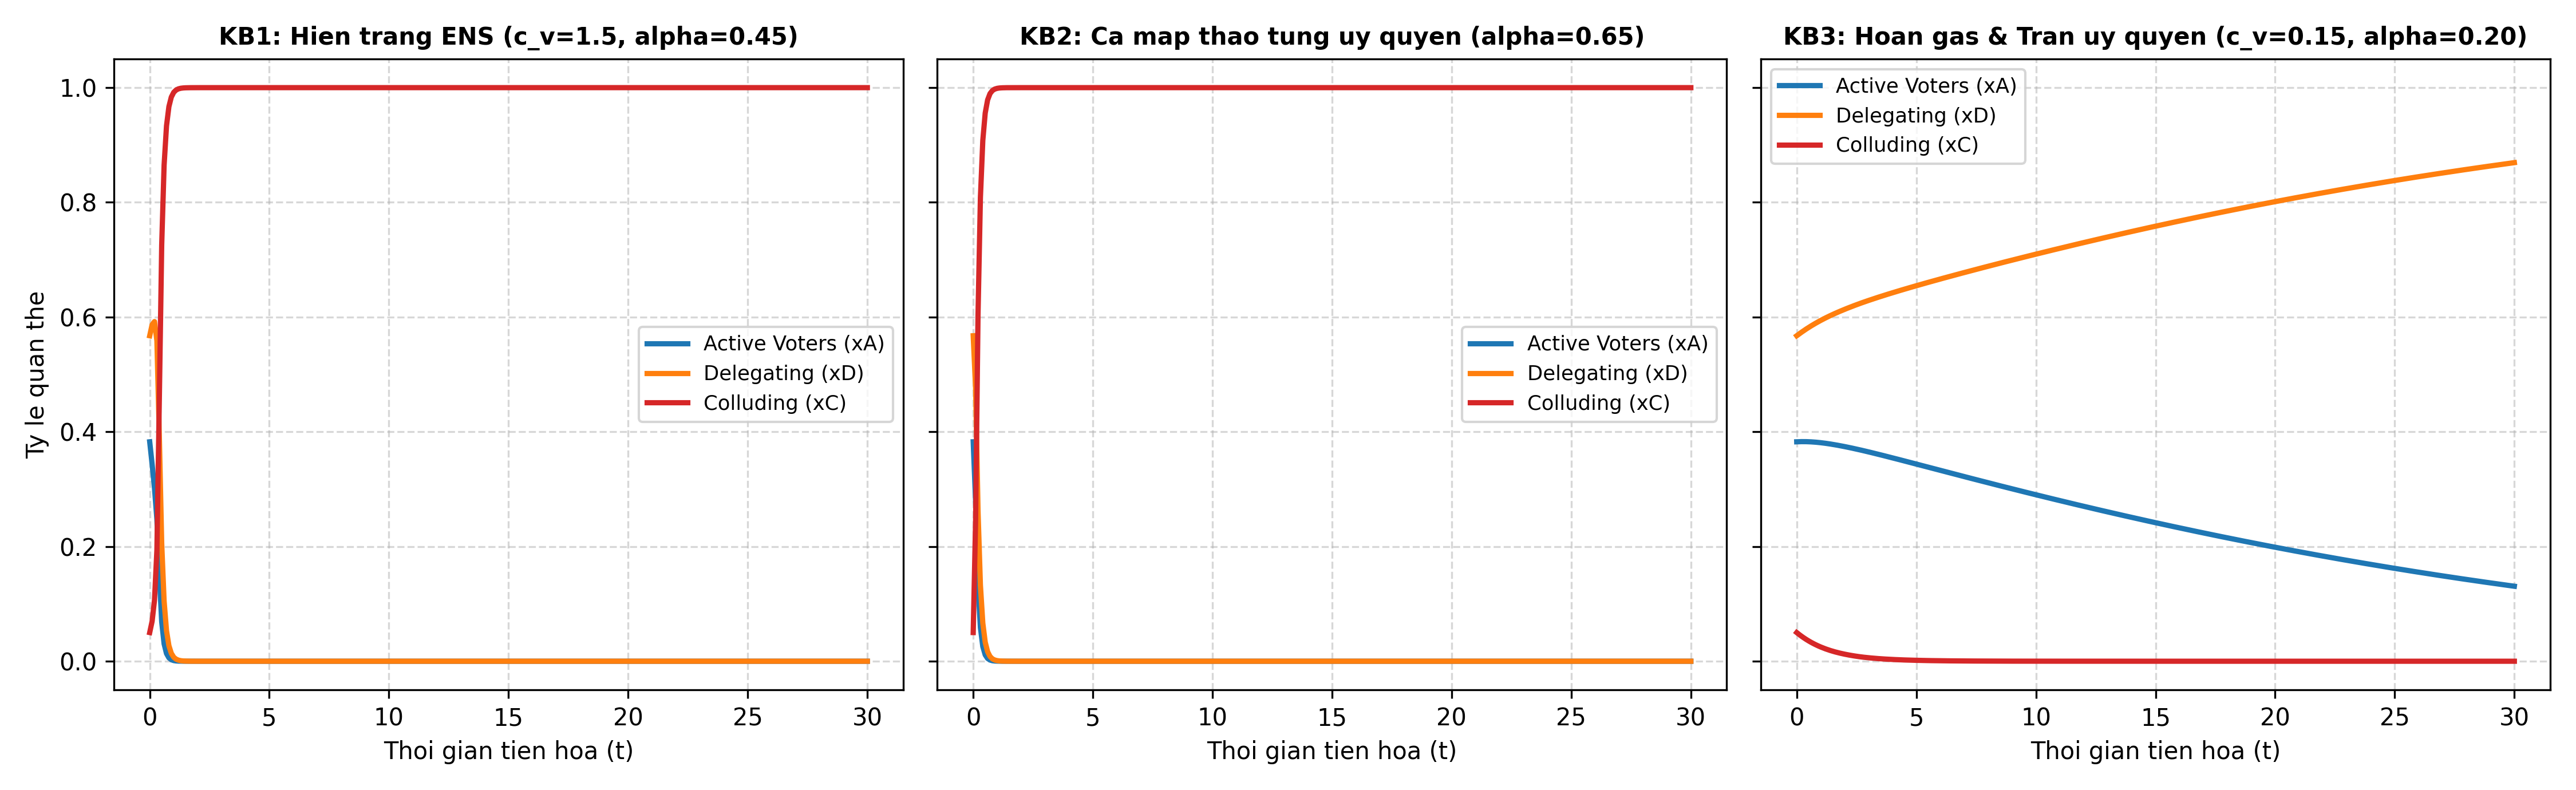 KB1: Hien trang ENS (c_v=1.5, alpha=0.45)
Ty le quan the
1.0
0.8
0.6
0.4
0.2
0.0
Active Voters (xA)
Delegating (xD)
Colluding (xC)
0 5 10 15 20 25 30
Thoi gian tien hoa (t)
KB2: Ca map thao tung uy quyen (alpha=0.65)
Active Voters (xA)
Delegating (xD)
Colluding (xC)
0 5 10 15 20 25 30
Thoi gian tien hoa (t)
KB3: Hoan gas & Tran uy quyen (c_v=0.15, alpha=0.20)
Active Voters (xA)
Delegating (xD)
Colluding (xC)
0 5 10 15 20 25 30
Thoi gian tien hoa (t)